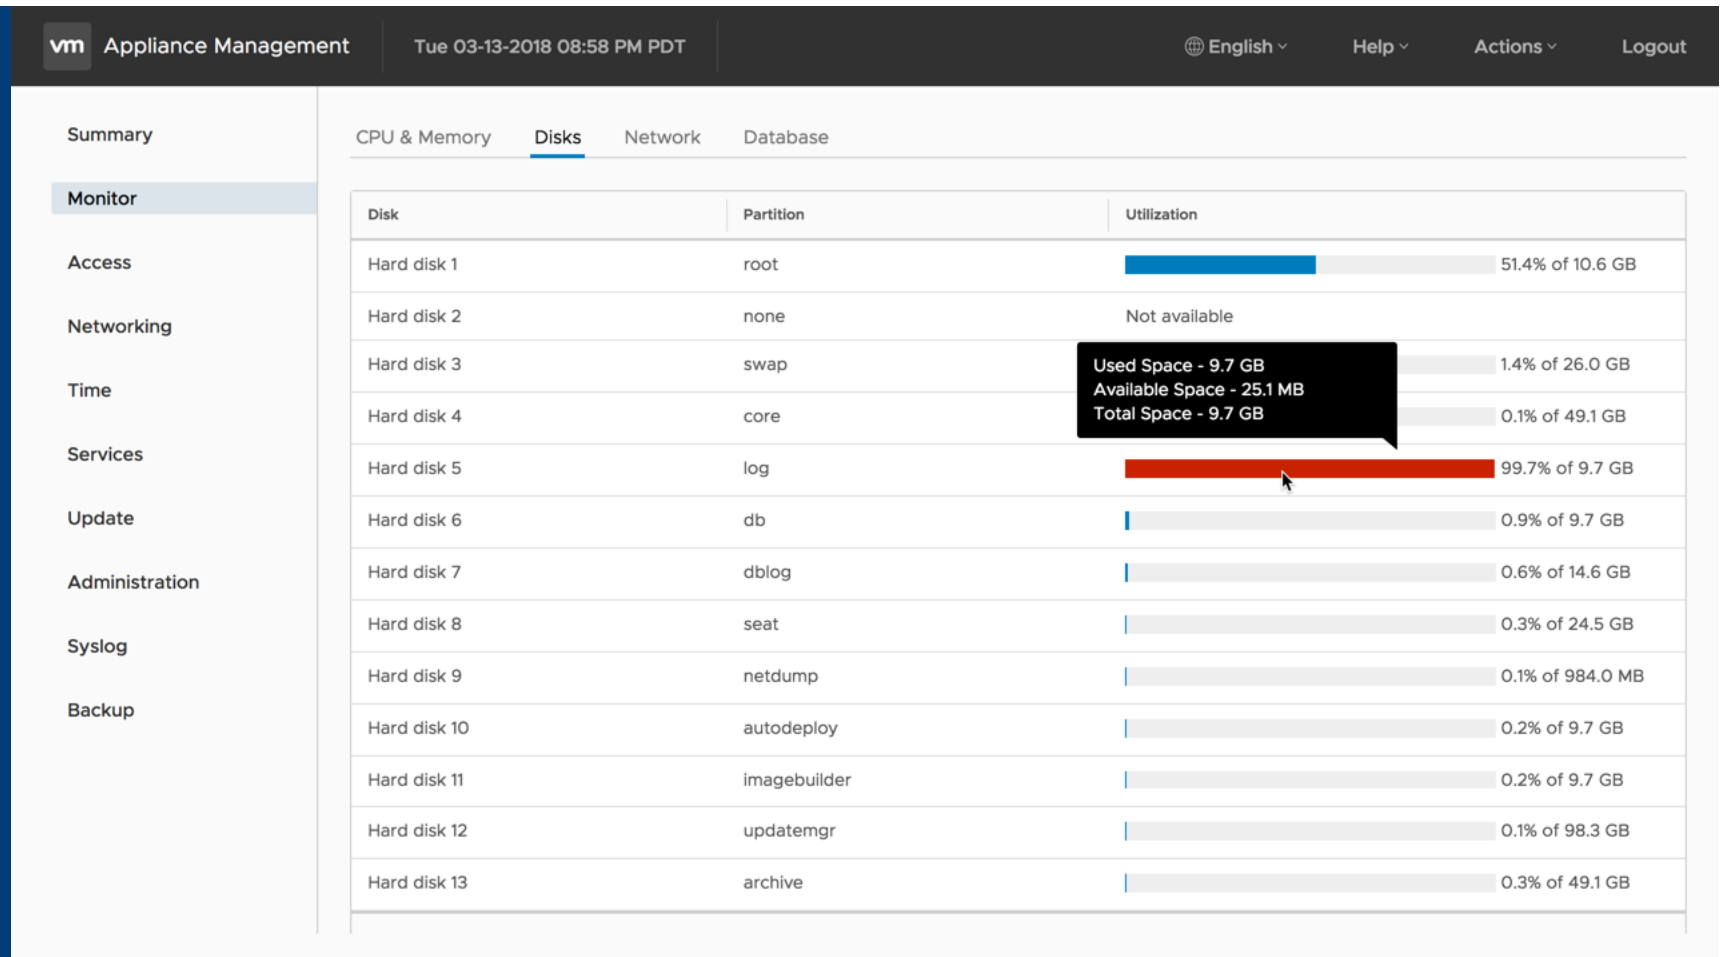 vm Appliance Management Tue 03-13-2018 08:58 PM PDT English Help Actions Logout
Summary
Monitor
Access
Networking
Time
Services
Update
Administration
Syslog
Backup
CPU & Memory Disks Network Database
Disk Partition Utilization
Hard disk 1 root 51.4% of 10.6 GB
Hard disk 2 none Not available
Hard disk 3 swap 1.4% of 26.0 GB
Hard disk 4 core 0.1% of 49.1 GB
Used Space - 9.7 GB
Available Space - 25.1 MB
Total Space - 9.7 GB
Hard disk 5 log 99.7% of 9.7 GB
Hard disk 6 db 0.9% of 9.7 GB
Hard disk 7 dblog 0.6% of 14.6 GB
Hard disk 8 seat 0.3% of 24.5 GB
Hard disk 9 netdump 0.1% of 984.0 MB
Hard disk 10 autodeploy 0.2% of 9.7 GB
Hard disk 11 imagebuilder 0.2% of 9.7 GB
Hard disk 12 updatemgr 0.1% of 98.3 GB
Hard disk 13 archive 0.3% of 49.1 GB